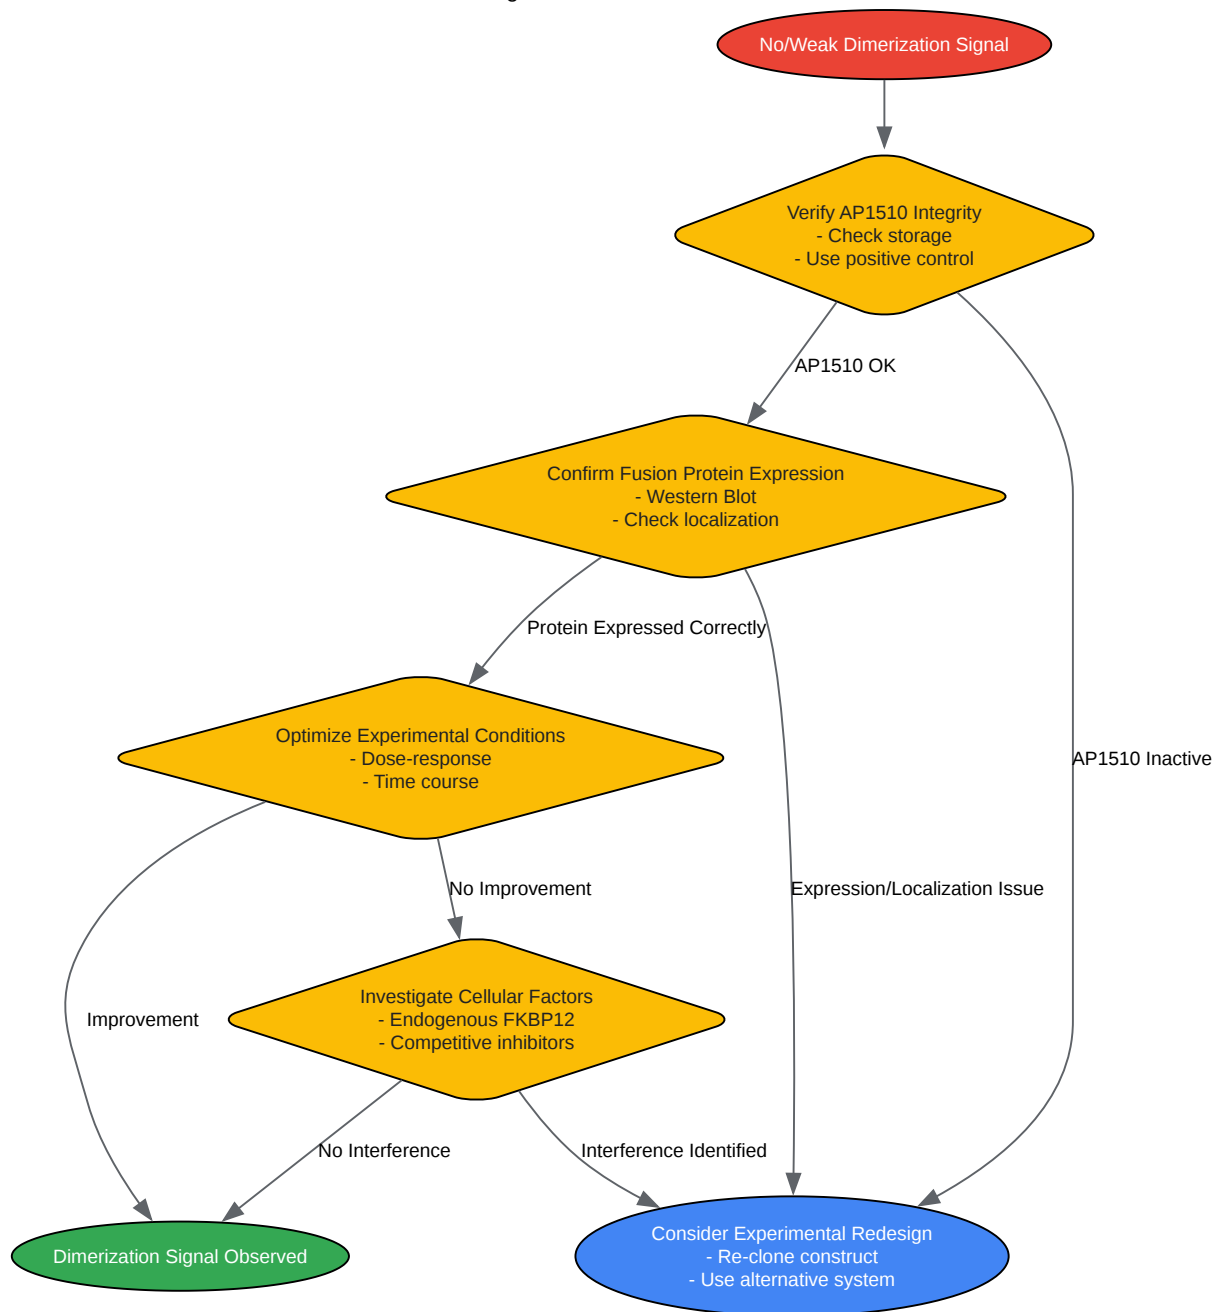 No/Weak Dimerization Signal
Verify AP1510 Integrity
- Check storage
- Use positive control
AP1510 OK
Confirm Fusion Protein Expression
- Western Blot
- Check localization
Protein Expressed Correctly
Optimize Experimental Conditions
- Dose-response
- Time course
AP1510 Inactive
No Improvement
Expression/Localization Issue
Investigate Cellular Factors
- Endogenous FKBP12
- Competitive inhibitors
Improvement
No Interference
Interference Identified
Dimerization Signal Observed
Consider Experimental Redesign
- Re-clone construct
- Use alternative system